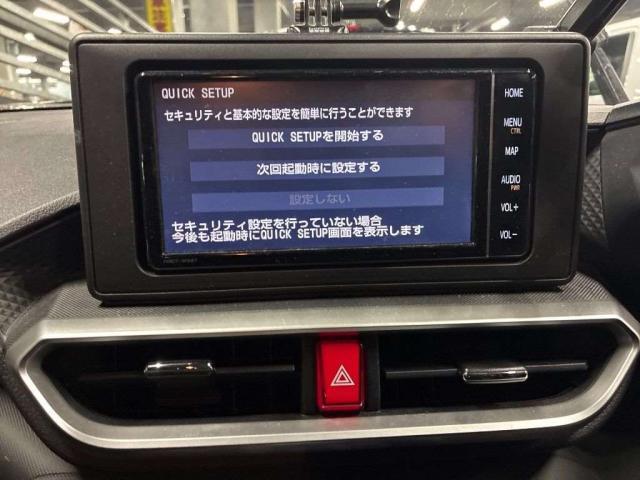 QUICK SETUP
セキュリティと基本的な設定を簡単に行うことができます
QUICK SETUPを開始する
次回起動時に設定する
設定しない
セキュリティ設定を行っていない場合
今後も起動時にQUICK SETUP画面を表示します
HOME
MENU
CTRL
MAP
AUDIO
PWR
VOL+
VOL-